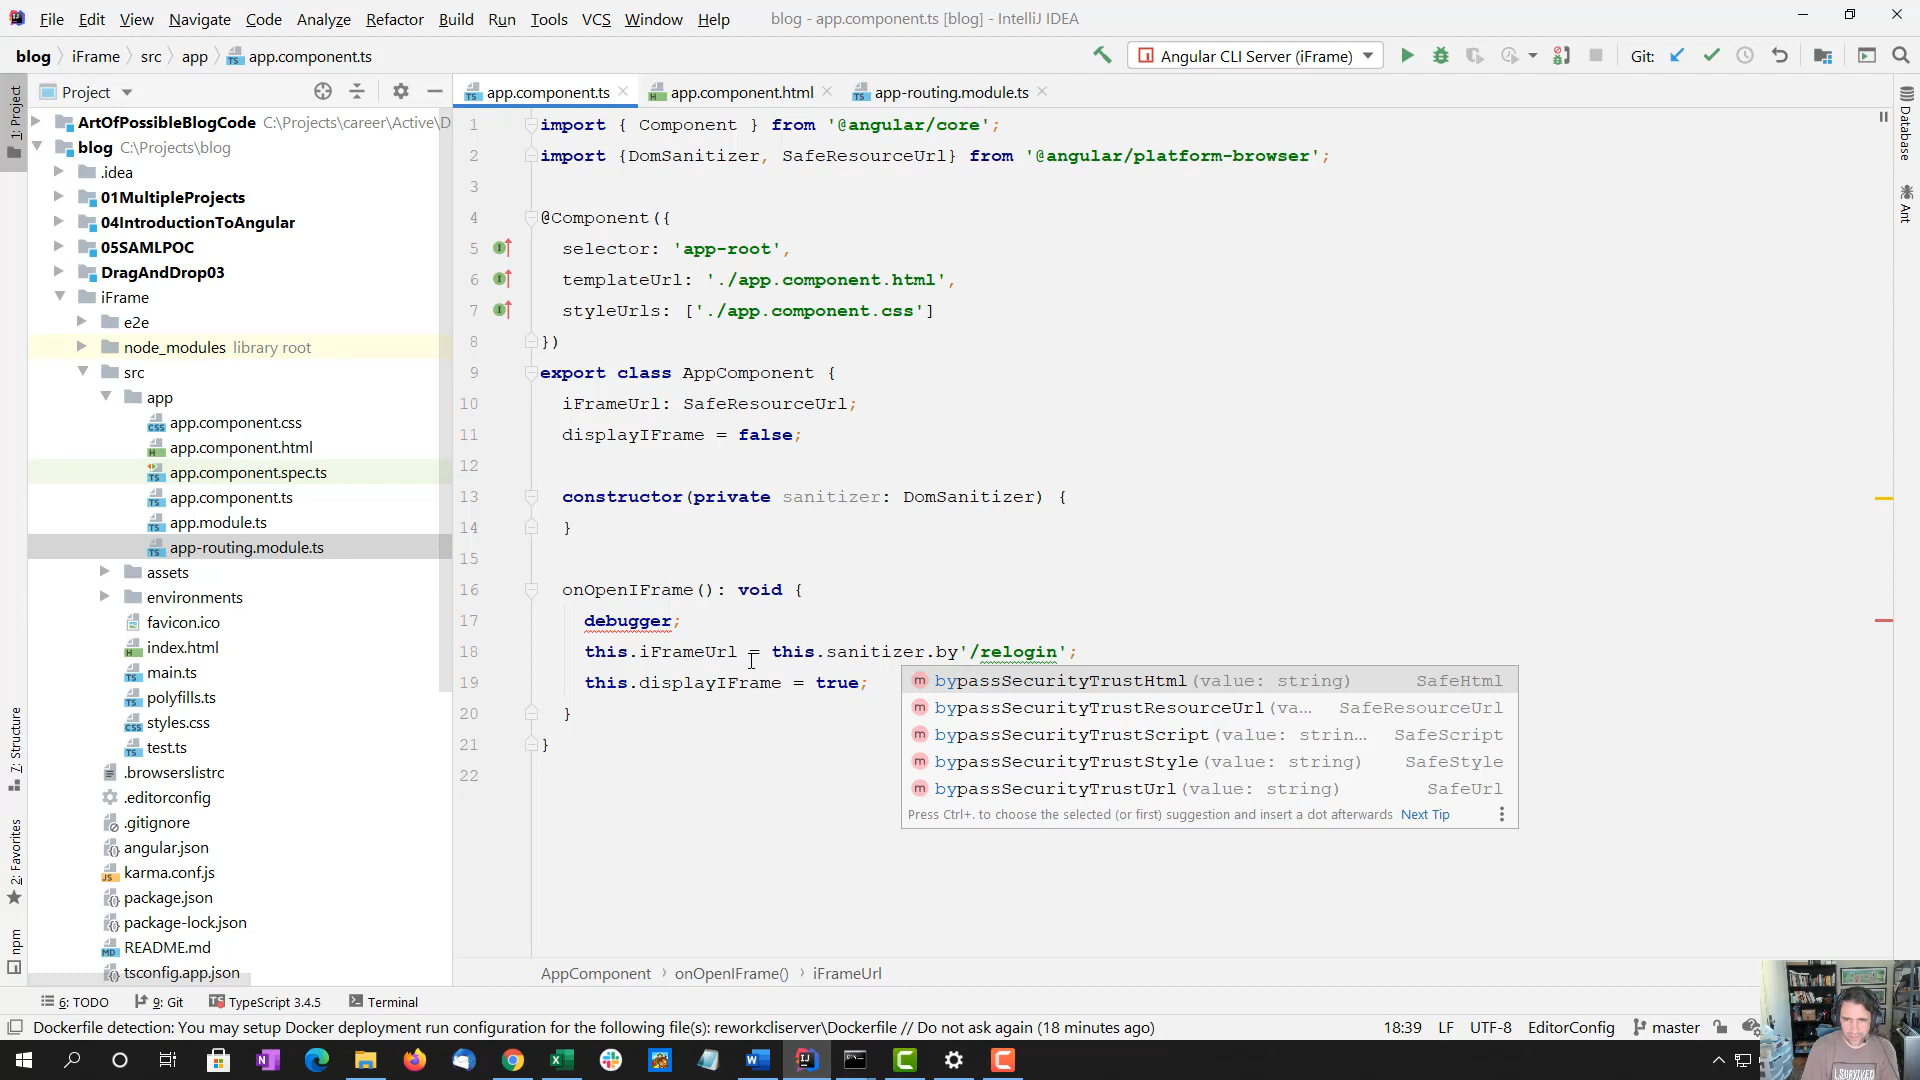 File Edit View Navigate Code Analyze Refactor Build Run Tools VCS Window Help blog - app.component.ts [blog] - IntelliJ IDEA
blog iFrame src app app.component.ts Angular CLI Server (iFrame) Git:
Project app.component.ts app.component.html app-routing.module.ts
1: Project
7: Structure
2: Favorites
npm
ArtOfPossibleBlogCode C:\Projects\career\Active\D
blog C:\Projects\blog
.idea
01MultipleProjects
04IntroductionToAngular
05SAMLPOC
DragAndDrop03
iFrame
e2e
node_modules library root
src
app
app.component.css
app.component.html
app.component.spec.ts
app.component.ts
app.module.ts
app-routing.module.ts
assets
environments
favicon.ico
index.html
main.ts
polyfills.ts
styles.css
test.ts
.browserslistrc
.editorconfig
.gitignore
angular.json
karma.conf.js
package.json
package-lock.json
README.md
tsconfig.app.json
1 import { Component } from '@angular/core';
2 import {DomSanitizer, SafeResourceUrl} from '@angular/platform-browser';
3
4 @Component({
5 selector: 'app-root',
6 templateUrl: './app.component.html',
7 styleUrls: ['./app.component.css']
8 })
9 export class AppComponent {
10 iFrameUrl: SafeResourceUrl;
11 displayIFrame = false;
12
13 constructor(private sanitizer: DomSanitizer) {
14 }
15
16 onOpenIFrame(): void {
17 debugger;
18 this.iFrameUrl = this.sanitizer.by'/relogin';
19 this.displayIFrame = true;
20 }
21 }
22
bypassSecurityTrustHtml(value: string) SafeHtml
bypassSecurityTrustResourceUrl(va... SafeResourceUrl
bypassSecurityTrustScript(value: strin... SafeScript
bypassSecurityTrustStyle(value: string) SafeStyle
bypassSecurityTrustUrl(value: string) SafeUrl
Press Ctrl+. to choose the selected (or first) suggestion and insert a dot afterwards Next Tip
Database
Ant
AppComponent onOpenIFrame() iFrameUrl
6: TODO 9: Git TypeScript 3.4.5 Terminal
Dockerfile detection: You may setup Docker deployment run configuration for the following file(s): reworkcliserver\Dockerfile // Do not ask again (18 minutes ago) 18:39 LF UTF-8 EditorConfig master